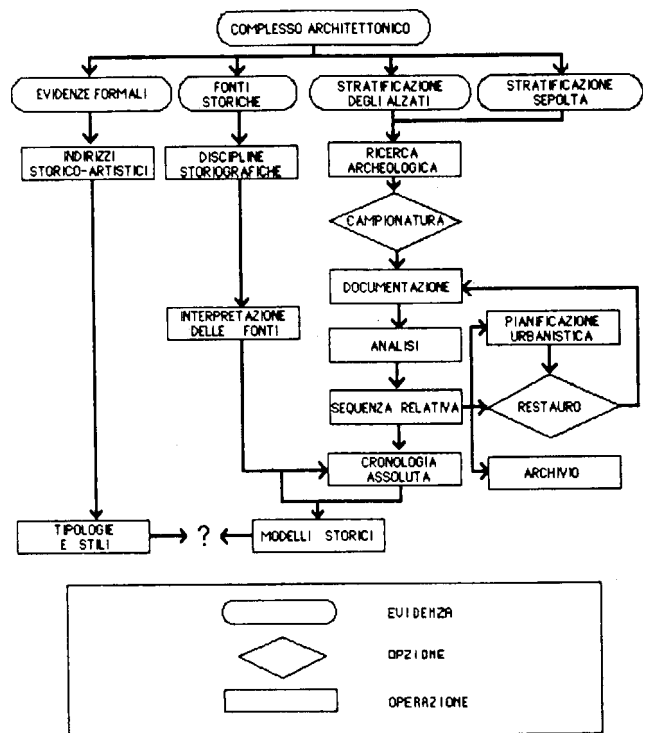 COMPLESSO ARCHITETTONICO
EVIDENZE FORMALI
FONTI
STORICHE
STRATIFICAZIONE
DEGLI ALZATI
STRATIFICAZIONE
SEPOLTA
INDIRIZZI
STORICO-ARTISTICI
DISCIPLINE
STORIOGRAFICHE
RICERCA
ARCHEOLOGICA
CAMPIONATURA
DOCUMENTAZIONE
INTERPRETAZIONE
DELLE FONTI
ANALISI
PIANIFICAZIONE
URBANISTICA
SEQUENZA RELATIVA
RESTAURO
CRONOLOGIA
ASSOLUTA
ARCHIVIO
TIPOLOGIE
E STILI
?
MODELLI STORICI
EVIDENZA
OPZIONE
OPERAZIONE